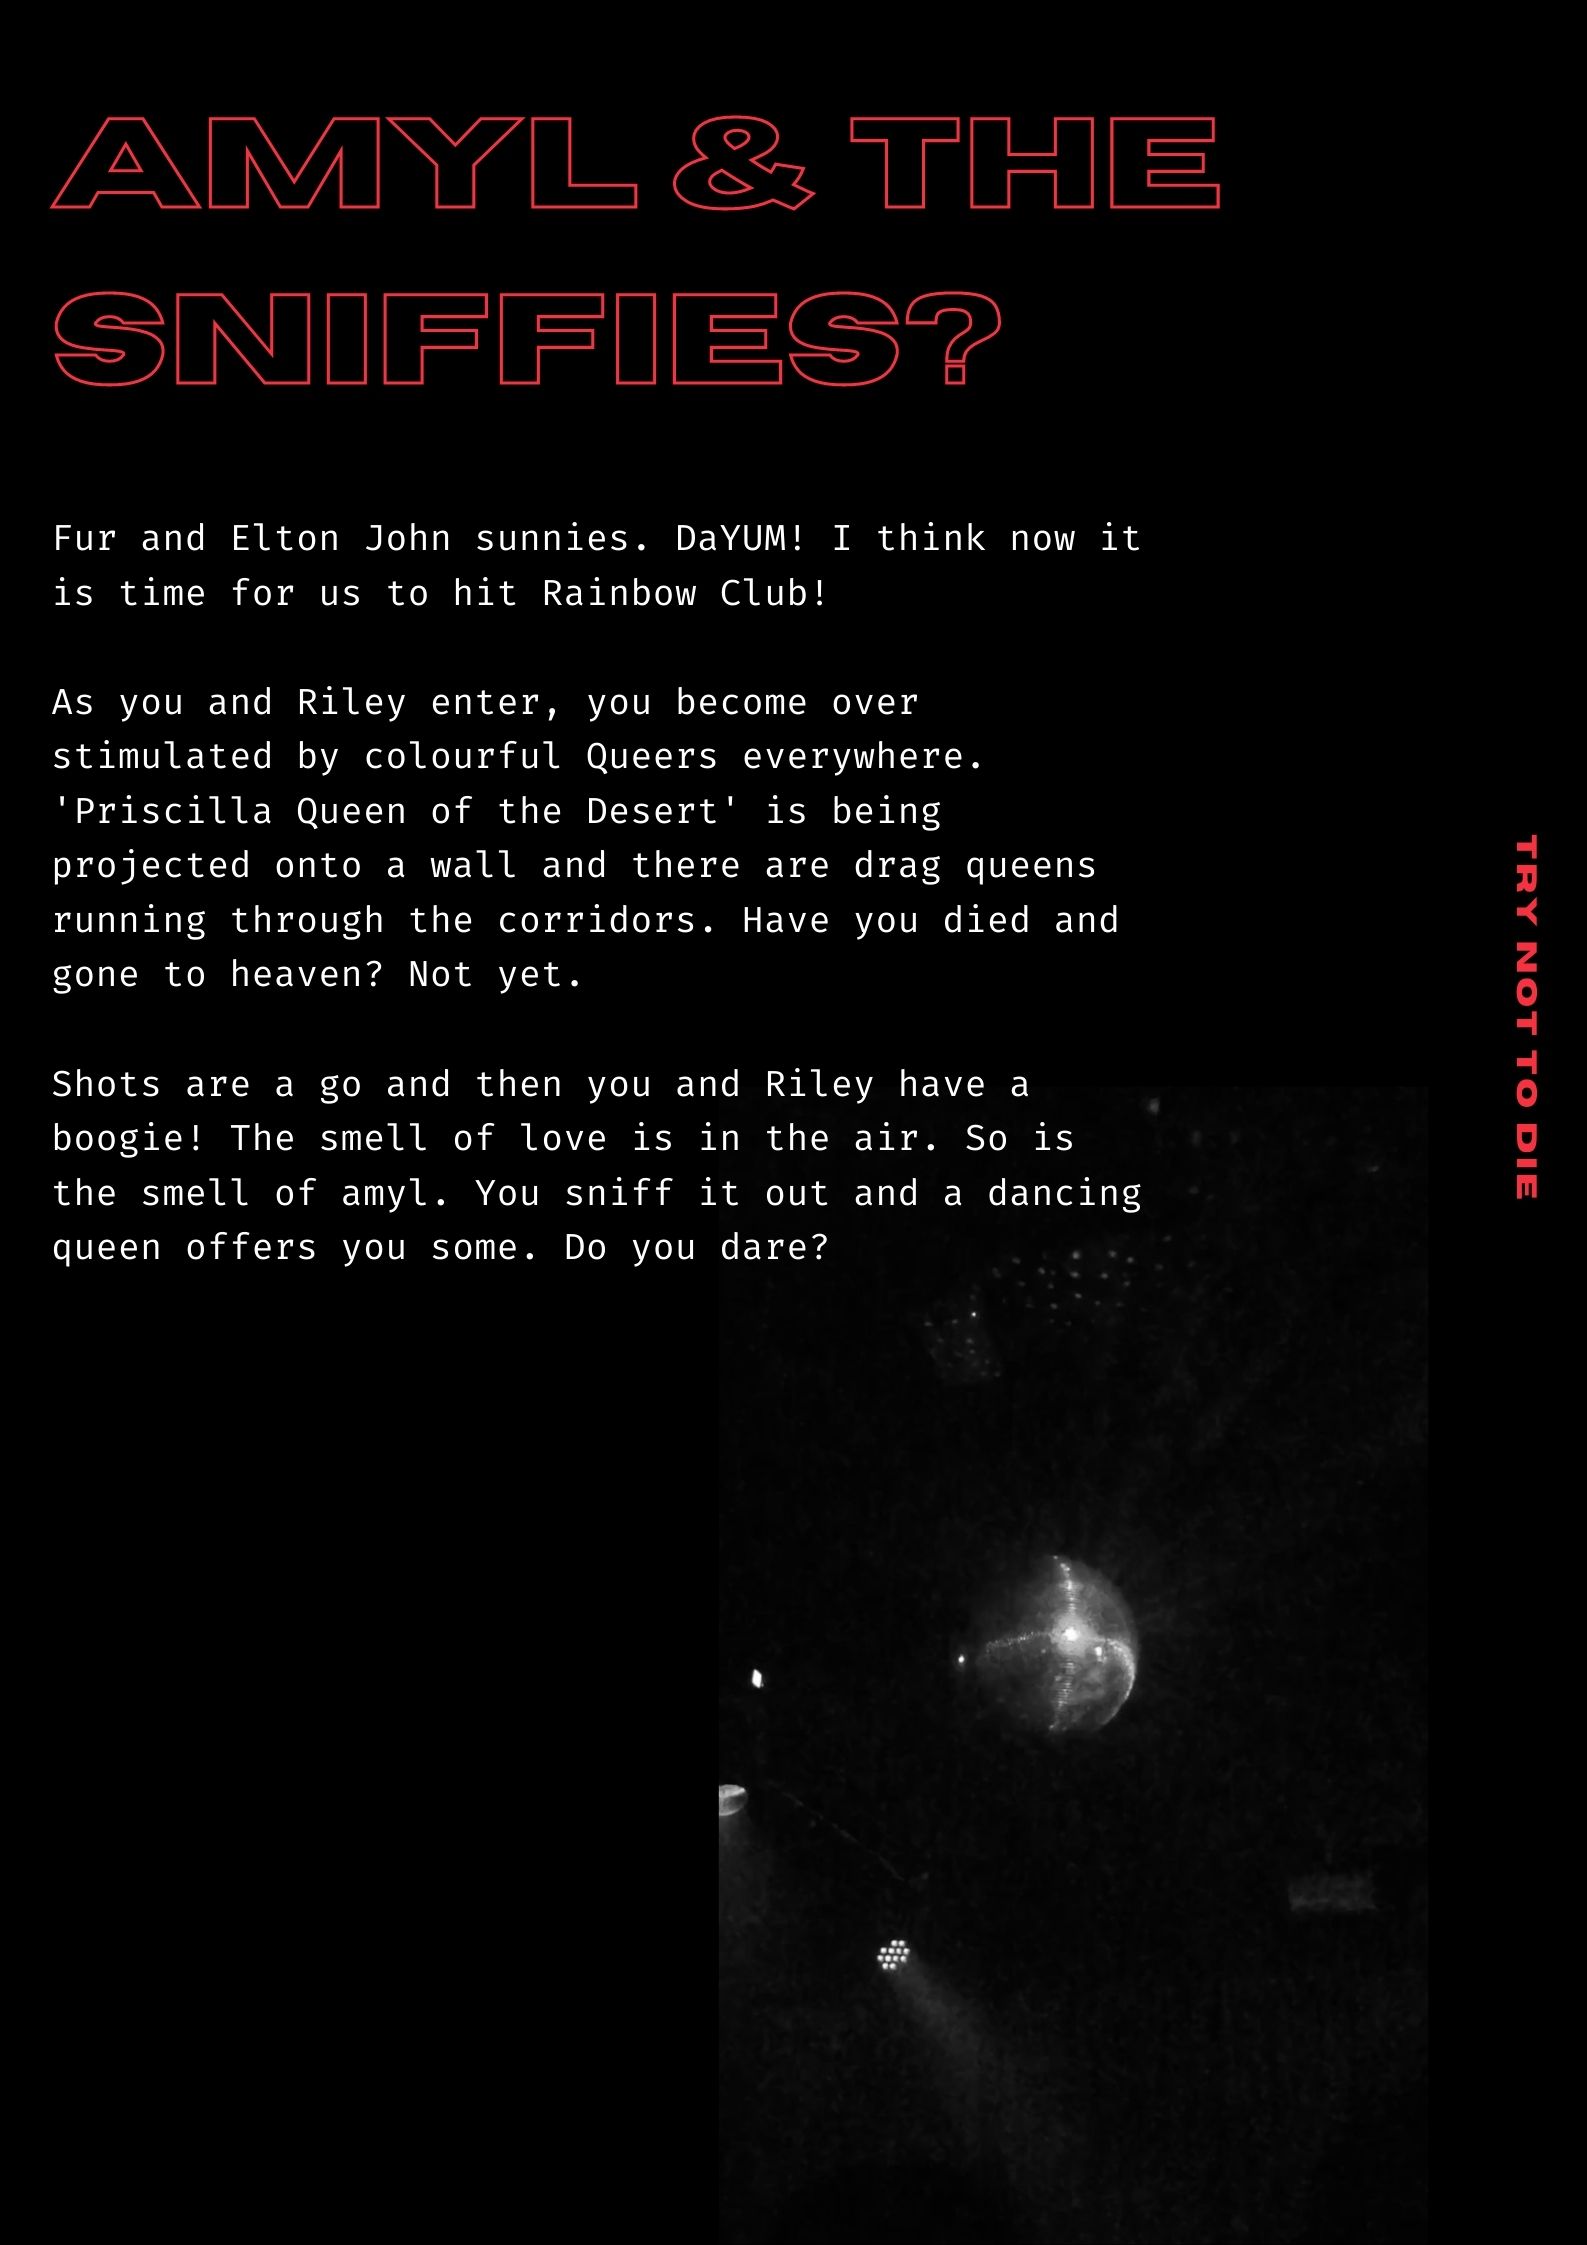 AMYL & THE
SNIFFIES?
Fur and Elton John sunnies. DaYUM! I think now it
is time for us to hit Rainbow Club!
As you and Riley enter, you become over
stimulated by colourful Queers everywhere.
'Priscilla Queen of the Desert' is being
projected onto a wall and there are drag queens
running through the corridors. Have you died and
gone to heaven? Not yet.
Shots are a go and then you and Riley have a
boogie! The smell of love is in the air. So is
the smell of amyl. You sniff it out and a dancing
queen offers you some. Do you dare?
TRY NOT TO DIE